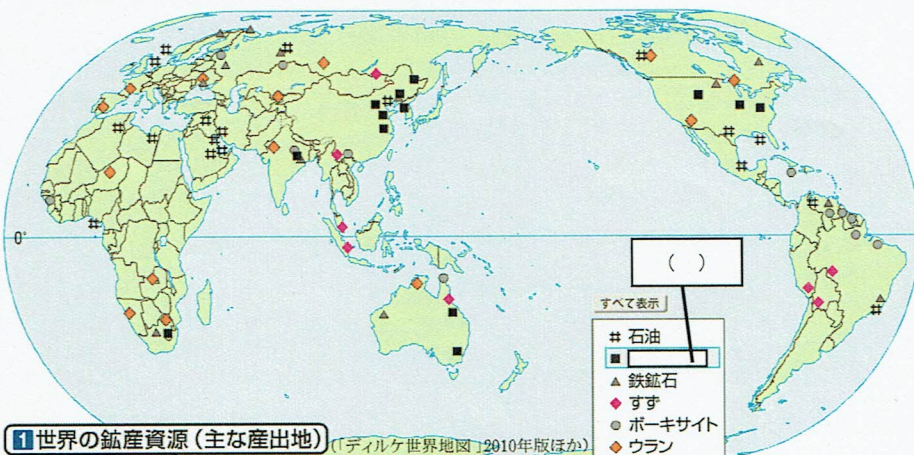 0°
（　）
すべて表示
石油
鉄鉱石
すず
ボーキサイト
ウラン
1 世界の鉱産資源（主な産出地）
(「ディルケ世界地図」2010年版ほか)